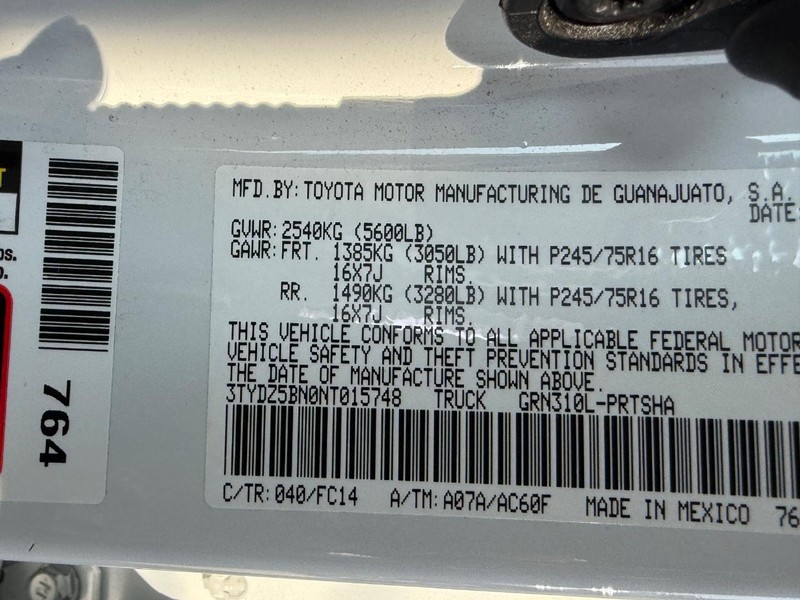 MFD. BY: TOYOTA MOTOR MANUFACTURING DE GUANAJUATO, S.A.
DATE:
GVWR: 2540KG (5600LB)
GAWR: FRT. 1385KG (3050LB) WITH P245/75R16 TIRES
16X7J RIMS,
RR. 1490KG (3280LB) WITH P245/75R16 TIRES,
16X7J RIMS,
THIS VEHICLE CONFORMS TO ALL APPLICABLE FEDERAL MOTOR
VEHICLE SAFETY AND THEFT PREVENTION STANDARDS IN EFFE
THE DATE OF MANUFACTURE SHOWN ABOVE.
3TYDZ5BN0NT015748 TRUCK GRN310L-PRTSHA
C/TR: 040/FC14 A/TM: A07A/AC60F MADE IN MEXICO 76
764